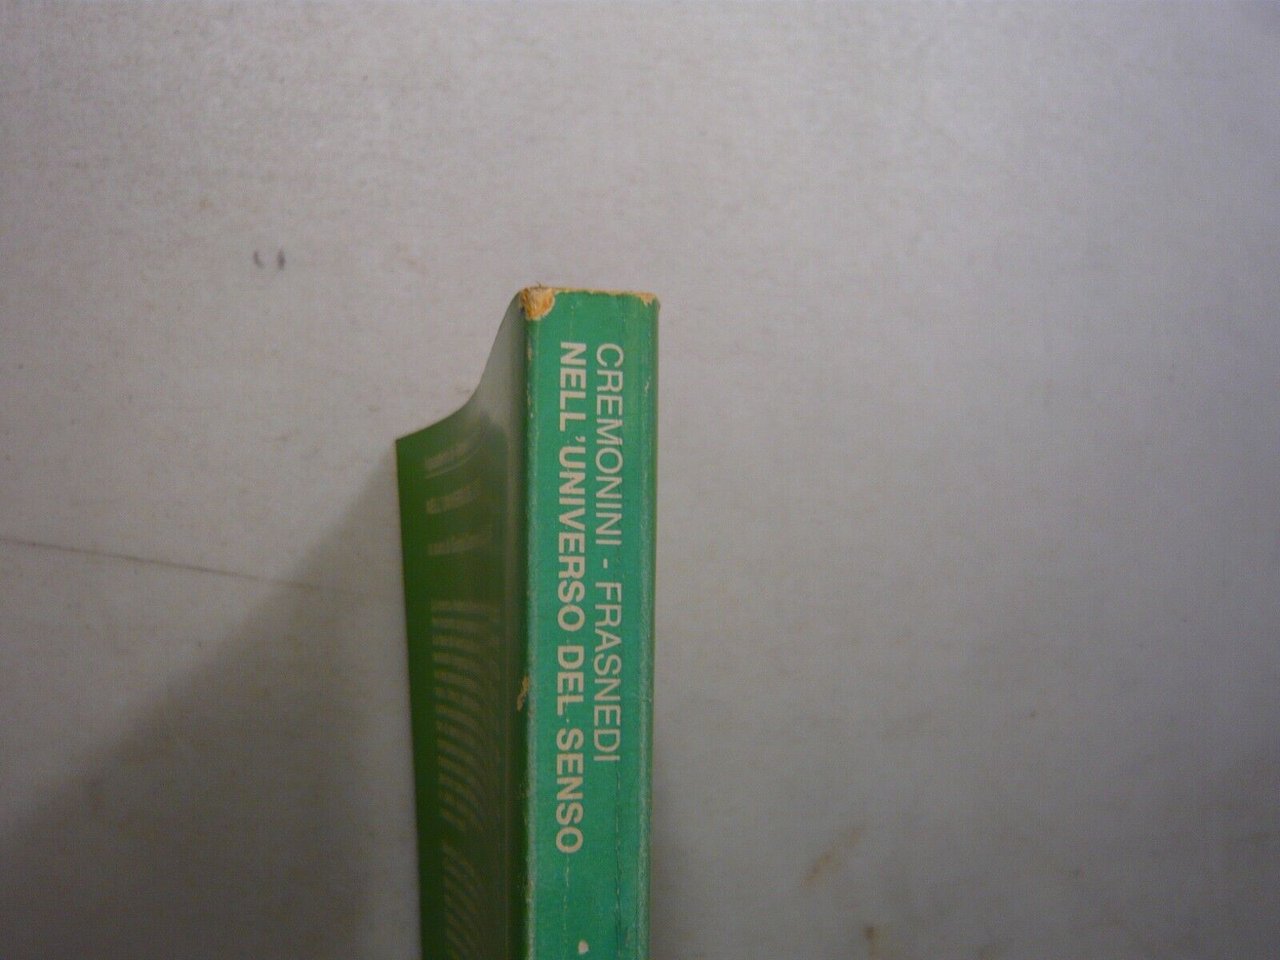 CREMONINI - FRASNEDI
NELL'UNIVERSO DEL SENSO